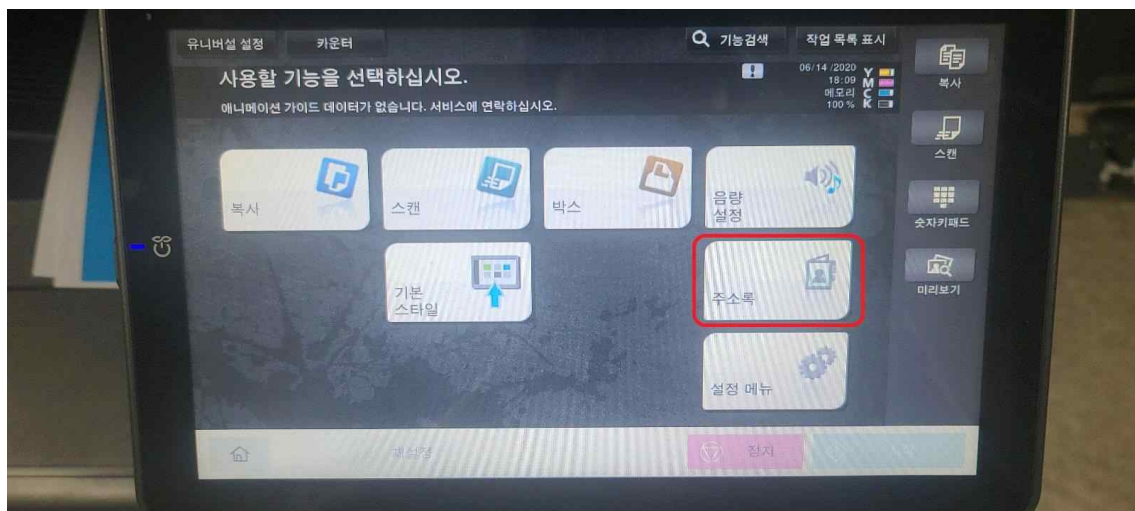 유니버설 설정
카운터
기능검색
작업 목록 표시
사용할 기능을 선택하십시오.
애니메이션 가이드 데이터가 없습니다. 서비스에 연락하십시오.
06/14 /2020
18:09
메모리
100 %
Y
M
C
K
복사
스캔
박스
음량
설정
기본
스타일
주소록
설정 메뉴
복사
스캔
숫자키패드
미리보기
재설정
정지